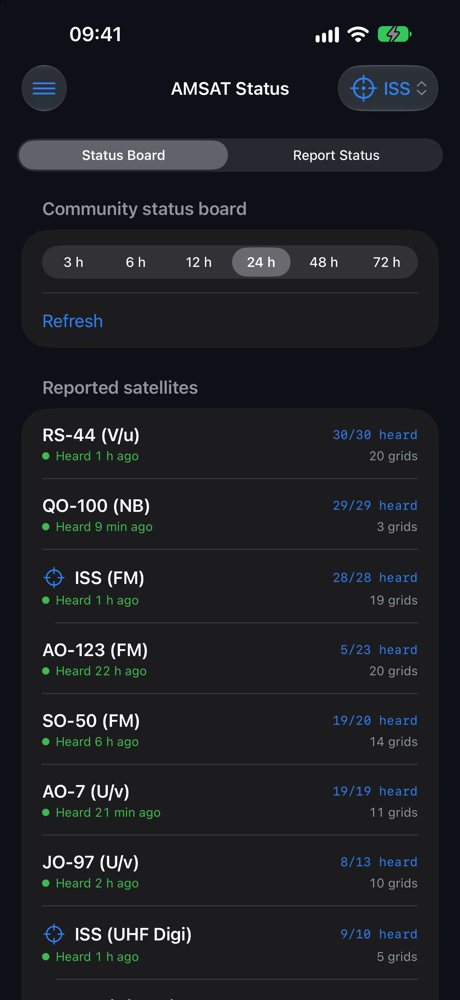 09:41
AMSAT Status
ISS
Status Board
Report Status
Community status board
3 h
6 h
12 h
24 h
48 h
72 h
Refresh
Reported satellites
RS-44 (V/u)
30/30 heard
Heard 1 h ago
20 grids
QO-100 (NB)
29/29 heard
Heard 9 min ago
3 grids
ISS (FM)
28/28 heard
Heard 1 h ago
19 grids
AO-123 (FM)
5/23 heard
Heard 22 h ago
20 grids
SO-50 (FM)
19/20 heard
Heard 6 h ago
14 grids
AO-7 (U/v)
19/19 heard
Heard 21 min ago
11 grids
JO-97 (U/v)
8/13 heard
Heard 2 h ago
10 grids
ISS (UHF Digi)
9/10 heard
Heard 1 h ago
5 grids